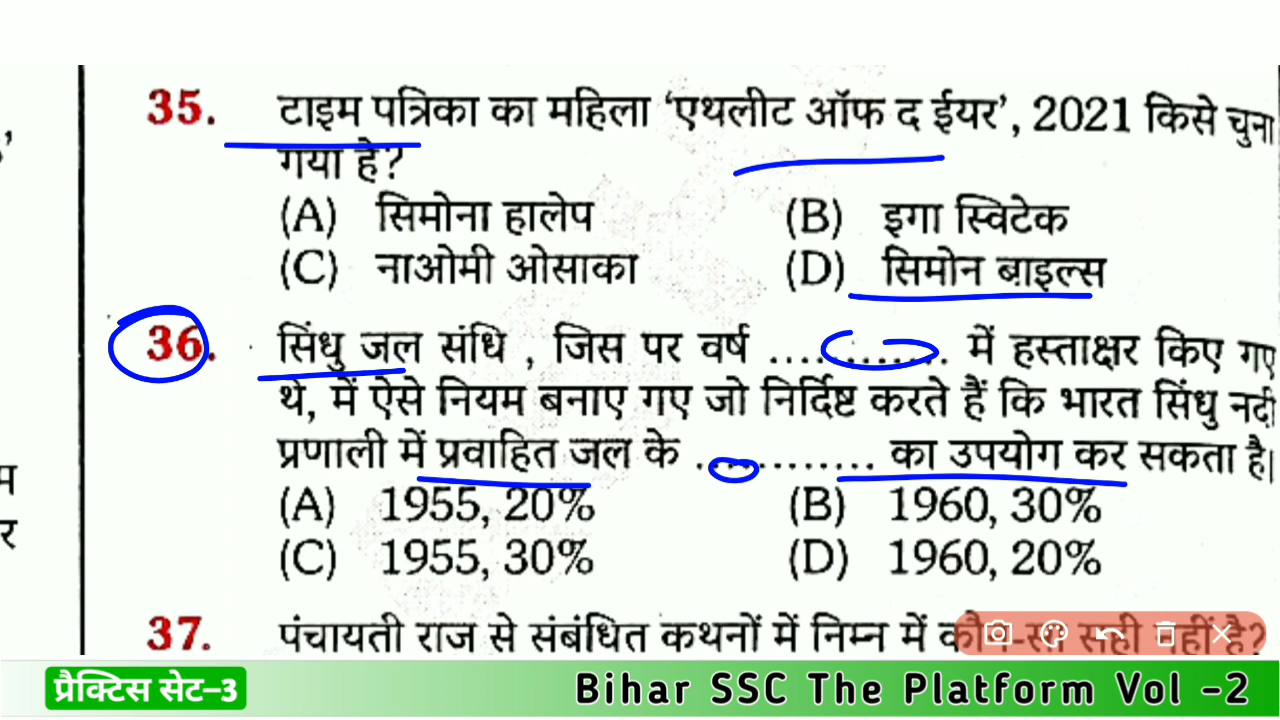 35. टाइम पत्रिका का महिला ‘एथलीट ऑफ द ईयर’, 2021 किसे चुना
गया है?
(A) सिमोना हालेप (B) इगा स्विटेक
(C) नाओमी ओसाका (D) सिमोन बाइल्स
36. सिंधु जल संधि , जिस पर वर्ष ............. में हस्ताक्षर किए गए
थे, में ऐसे नियम बनाए गए जो निर्दिष्ट करते हैं कि भारत सिंधु नदी
प्रणाली में प्रवाहित जल के ............. का उपयोग कर सकता है।
(A) 1955, 20% (B) 1960, 30%
(C) 1955, 30% (D) 1960, 20%
37. पंचायती राज से संबंधित कथनों में निम्न में कौन-सा सही नहीं है?
प्रैक्टिस सेट–3
Bihar SSC The Platform Vol -2